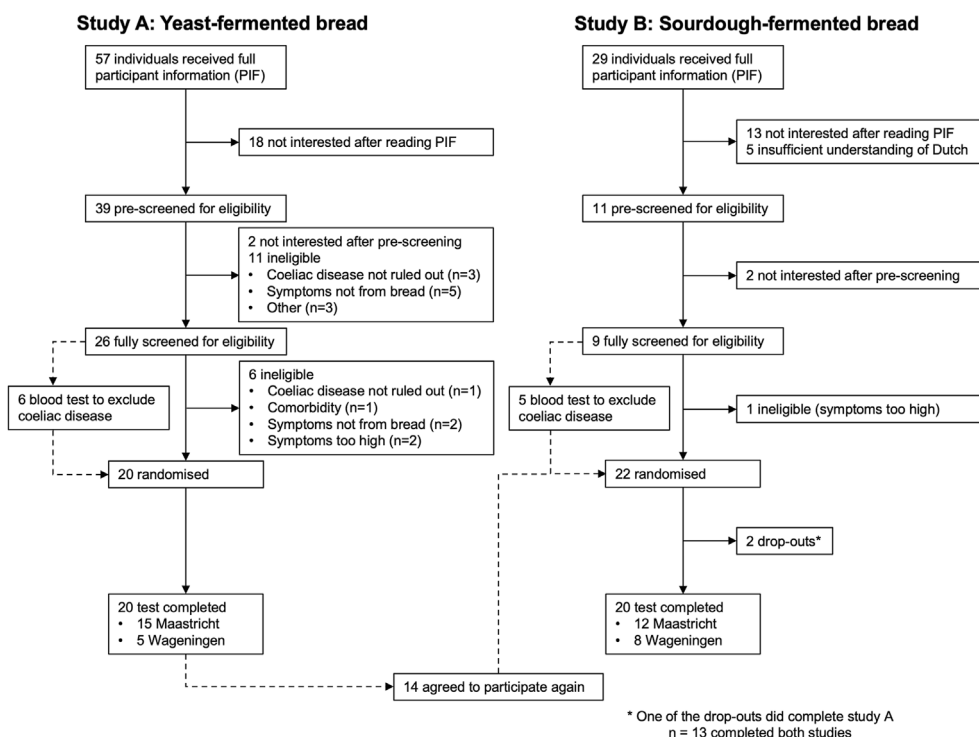 Study A: Yeast-fermented bread
57 individuals received full
participant information (PIF)
18 not interested after reading PIF
39 pre-screened for eligibility
2 not interested after pre-screening
11 ineligible
• Coeliac disease not ruled out (n=3)
• Symptoms not from bread (n=5)
• Other (n=3)
26 fully screened for eligibility
6 blood test to exclude
coeliac disease
6 ineligible
• Coeliac disease not ruled out (n=1)
• Comorbidity (n=1)
• Symptoms not from bread (n=2)
• Symptoms too high (n=2)
20 randomised
20 test completed
• 15 Maastricht
• 5 Wageningen
14 agreed to participate again
Study B: Sourdough-fermented bread
29 individuals received full
participant information (PIF)
13 not interested after reading PIF
5 insufficient understanding of Dutch
11 pre-screened for eligibility
2 not interested after pre-screening
9 fully screened for eligibility
5 blood test to exclude
coeliac disease
1 ineligible (symptoms too high)
22 randomised
2 drop-outs*
20 test completed
• 12 Maastricht
• 8 Wageningen
* One of the drop-outs did complete study A
n = 13 completed both studies